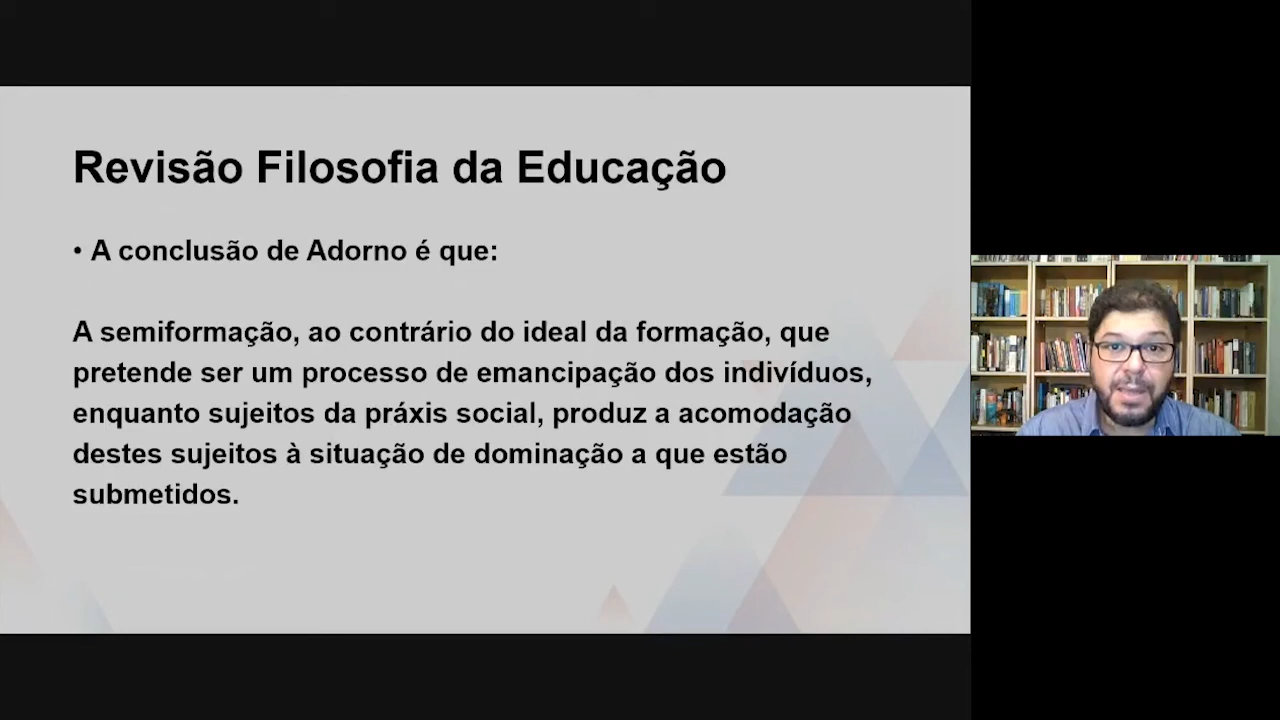 Revisão Filosofia da Educação
• A conclusão de Adorno é que:
A semiformação, ao contrário do ideal da formação, que
pretende ser um processo de emancipação dos indivíduos,
enquanto sujeitos da práxis social, produz a acomodação
destes sujeitos à situação de dominação a que estão
submetidos.